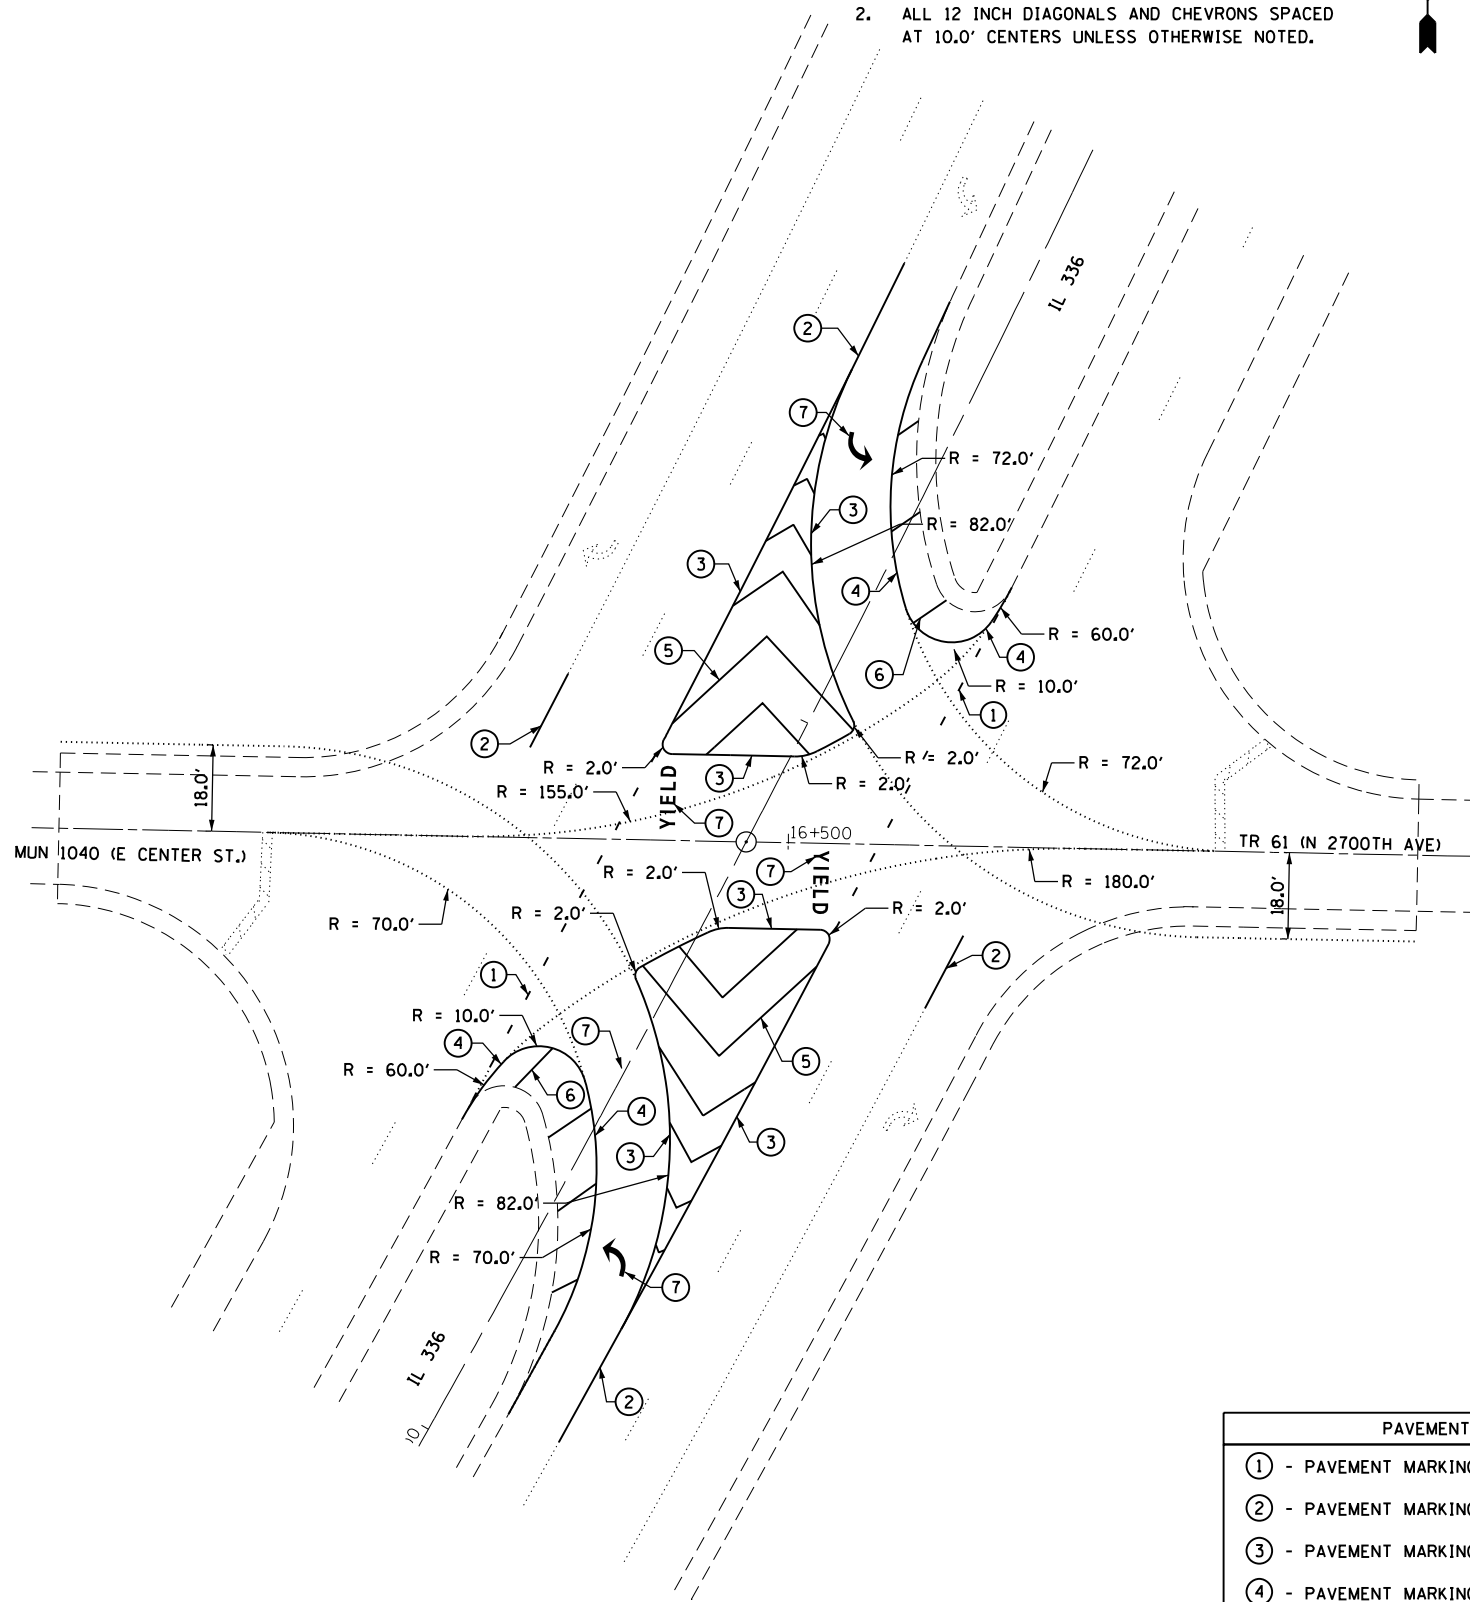 2. ALL 12 INCH DIAGONALS AND CHEVRONS SPACED
AT 10.0' CENTERS UNLESS OTHERWISE NOTED.
IL 336
2
7
R = 72.0'
3
R = 82.0'
3
4
R = 60.0'
5
4
6
R = 10.0'
1
2
R = 2.0'
R = 2.0'
R = 72.0'
3
R = 2.0'
18.0'
R = 155.0'
YIELD
7
16+500
MUN 1040 (E CENTER ST.)
TR 61 (N 2700TH AVE)
R = 2.0'
7
YIELD
R = 180.0'
3
18.0'
R = 70.0'
R = 2.0'
R = 2.0'
2
1
R = 10.0'
7
4
5
R = 60.0'
6
4
3
3
R = 82.0'
R = 70.0'
7
IL 336
2
PAVEMENT
1 - PAVEMENT MARKING
2 - PAVEMENT MARKING
3 - PAVEMENT MARKING
4 - PAVEMENT MARKING